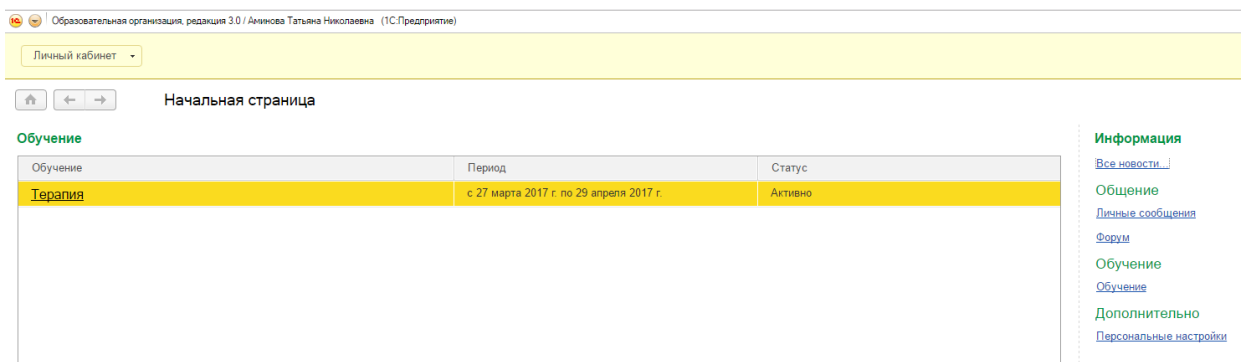 Образовательная организация, редакция 3.0 / Аминова Татьяна Николаевна (1С:Предприятие)
Личный кабинет
Начальная страница
Обучение
Обучение Период Статус
Терапия с 27 марта 2017 г. по 29 апреля 2017 г. Активно
Информация
Все новости...
Общение
Личные сообщения
Форум
Обучение
Обучение
Дополнительно
Персональные настройки